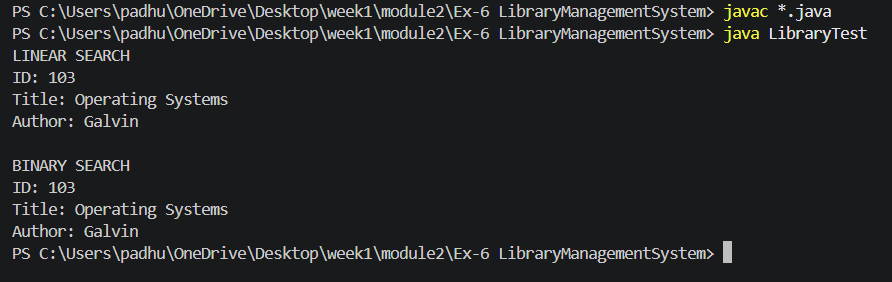 PS C:\Users\padhu\OneDrive\Desktop\week1\module2\Ex-6 LibraryManagementSystem> javac *.java
PS C:\Users\padhu\OneDrive\Desktop\week1\module2\Ex-6 LibraryManagementSystem> java LibraryTest
LINEAR SEARCH
ID: 103
Title: Operating Systems
Author: Galvin

BINARY SEARCH
ID: 103
Title: Operating Systems
Author: Galvin
PS C:\Users\padhu\OneDrive\Desktop\week1\module2\Ex-6 LibraryManagementSystem>